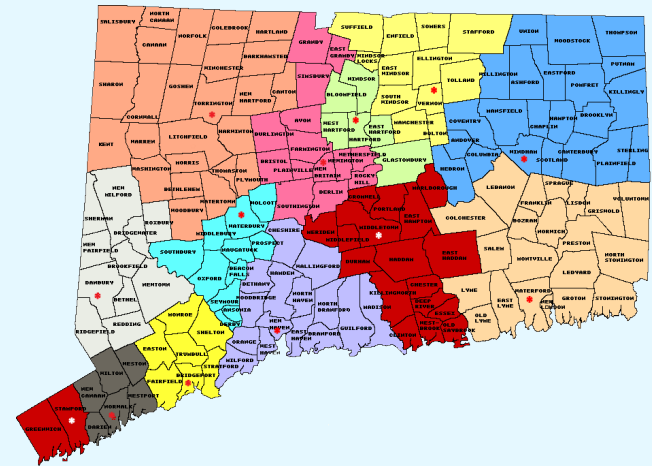 SALISBURY
NORTH
CANAAN
CANAAN
NORFOLK
COLEBROOK
HARTLAND
SUFFIELD
ENFIELD
SOMERS
STAFFORD
UNION
WOODSTOCK
THOMPSON
GRANBY
EAST
GRANBY
WINDSOR
LOCKS
BARKHAMSTED
WINCHESTER
SHARON
GOSHEN
TORRINGTON
NEW
HARTFORD
CANTON
SIMSBURY
WINDSOR
EAST
WINDSOR
ELLINGTON
TOLLAND
WILLINGTON
ASHFORD
EASTFORD
POMFRET
PUTNAM
KILLINGLY
BLOOMFIELD
SOUTH
WINDSOR
VERNON
CORNWALL
LITCHFIELD
HARWINTON
BURLINGTON
AVON
WEST
HARTFORD
HARTFORD
EAST
HARTFORD
MANCHESTER
BOLTON
COVENTRY
MANSFIELD
CHAPLIN
HAMPTON
BROOKLYN
KENT
WARREN
MORRIS
THOMASTON
PLYMOUTH
BRISTOL
FARMINGTON
PLAINVILLE
NEW
BRITAIN
NEWINGTON
WETHERSFIELD
ROCKY
HILL
GLASTONBURY
ANDOVER
COLUMBIA
HEBRON
WINDHAM
SCOTLAND
CANTERBURY
PLAINFIELD
STERLING
WASHINGTON
BETHLEHEM
WATERTOWN
WOLCOTT
SOUTHINGTON
BERLIN
CROMWELL
PORTLAND
EAST
HAMPTON
MARLBOROUGH
LEBANON
SPRAGUE
FRANKLIN
LISBON
GRISWOLD
VOLUNTOWN
NEW
MILFORD
SHERMAN
ROXBURY
WOODBURY
MIDDLEBURY
WATERBURY
CHESHIRE
MERIDEN
MIDDLETOWN
MIDDLEFIELD
COLCHESTER
BOZRAH
NORWICH
PRESTON
NORTH
STONINGTON
BRIDGEWATER
NEW
FAIRFIELD
BROOKFIELD
SOUTHBURY
NAUGATUCK
PROSPECT
OXFORD
BEACON
FALLS
BETHANY
HAMDEN
WALLINGFORD
DURHAM
HADDAM
EAST
HADDAM
SALEM
MONTVILLE
LEDYARD
DANBURY
BETHEL
NEWTOWN
SEYMOUR
ANSONIA
DERBY
WOODBRIDGE
NORTH
HAVEN
NORTH
BRANFORD
MADISON
KILLINGWORTH
CHESTER
DEEP
RIVER
ESSEX
LYME
OLD
LYME
EAST
LYME
WATERFORD
NEW
LONDON
GROTON
STONINGTON
RIDGEFIELD
REDDING
MONROE
SHELTON
NEW
HAVEN
EAST
HAVEN
BRANFORD
GUILFORD
CLINTON
WEST
BROOK
OLD
SAYBROOK
EASTON
TRUMBULL
ORANGE
WEST
HAVEN
MILFORD
STRATFORD
WESTON
WILTON
FAIRFIELD
BRIDGEPORT
NEW
CANAAN
WESTPORT
NORWALK
DARIEN
STAMFORD
GREENWICH